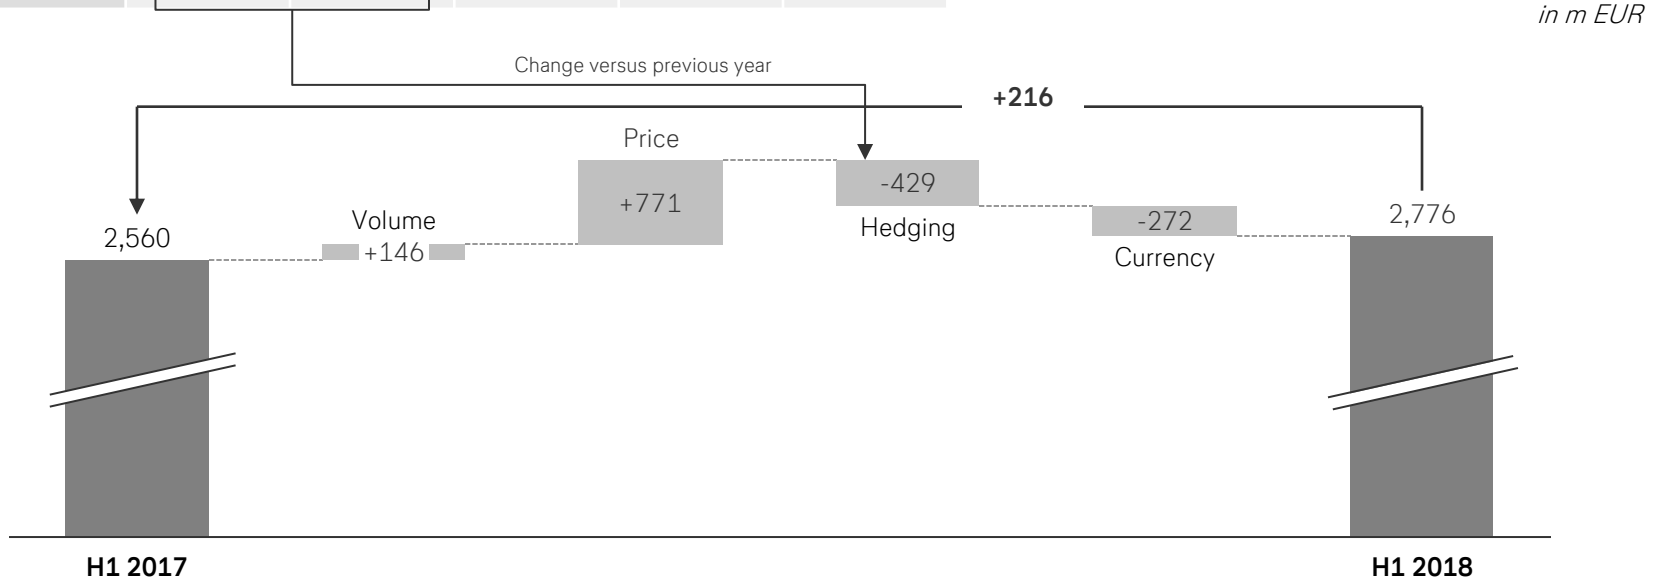 in m EUR
Change versus previous year
+216
Price
-429
+771
-272
2,776
Volume
2,560
Hedging
+146
Currency
H1 2017
H1 2018